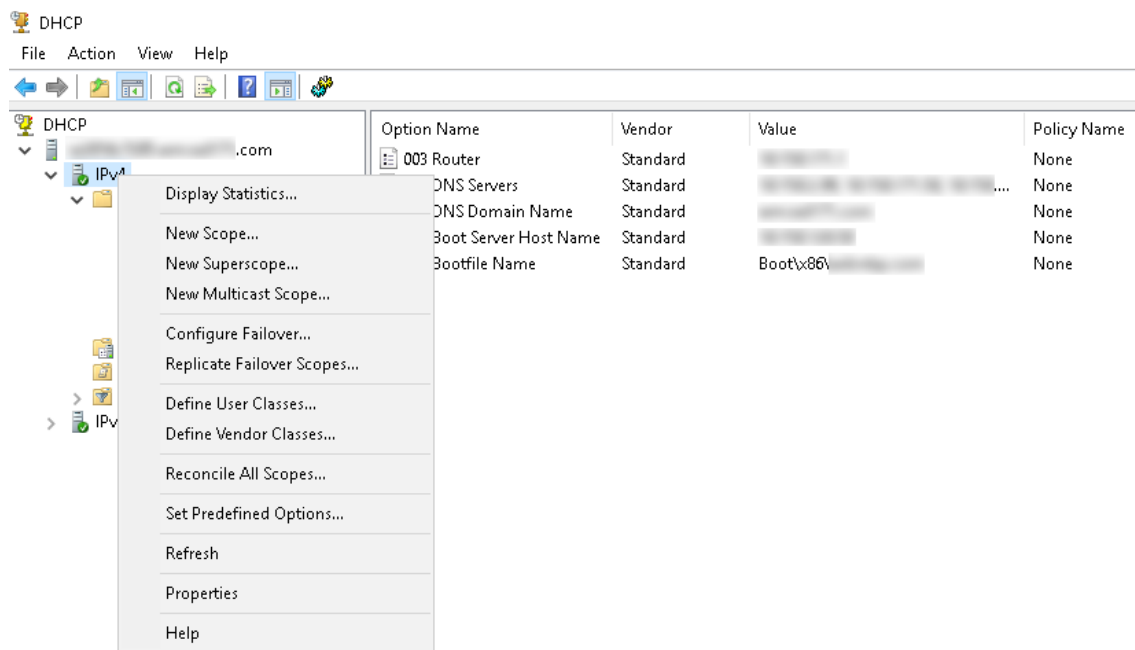 DHCP
File Action View Help
DHCP
.com
IPv4
IPv
Display Statistics...
New Scope...
New Superscope...
New Multicast Scope...
Configure Failover...
Replicate Failover Scopes...
Define User Classes...
Define Vendor Classes...
Reconcile All Scopes...
Set Predefined Options...
Refresh
Properties
Help
Option Name Vendor Value Policy Name
003 Router Standard None
DNS Servers Standard .... None
DNS Domain Name Standard None
Boot Server Host Name Standard None
Bootfile Name Standard Boot\x86\ None